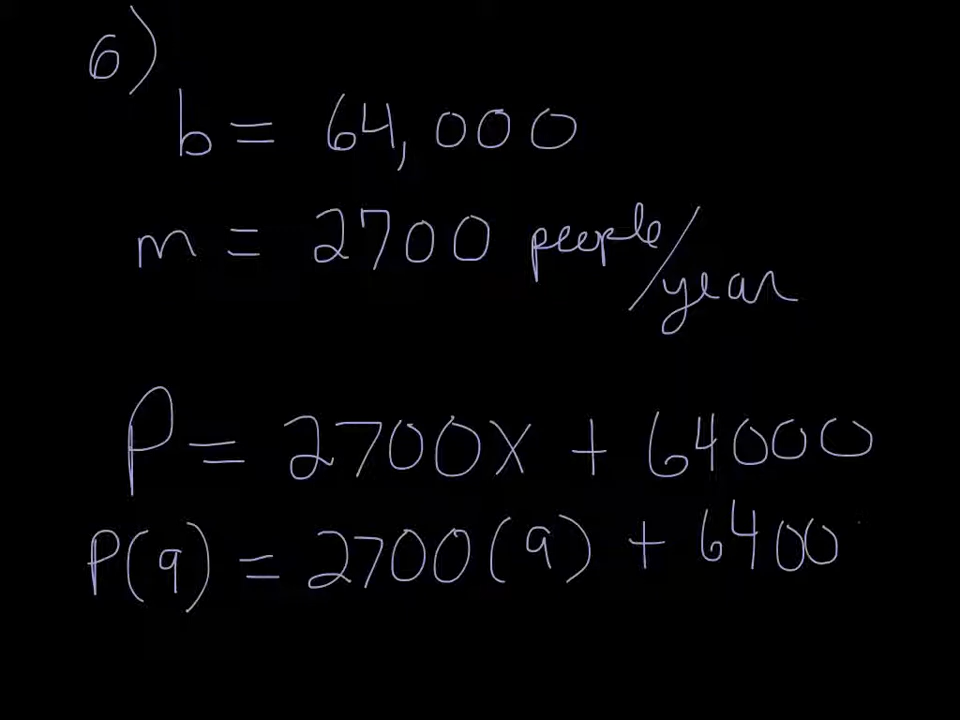 6)
b = 64,000
m = 2700 people/year
P = 2700x + 64000
P(9) = 2700(9) + 6400